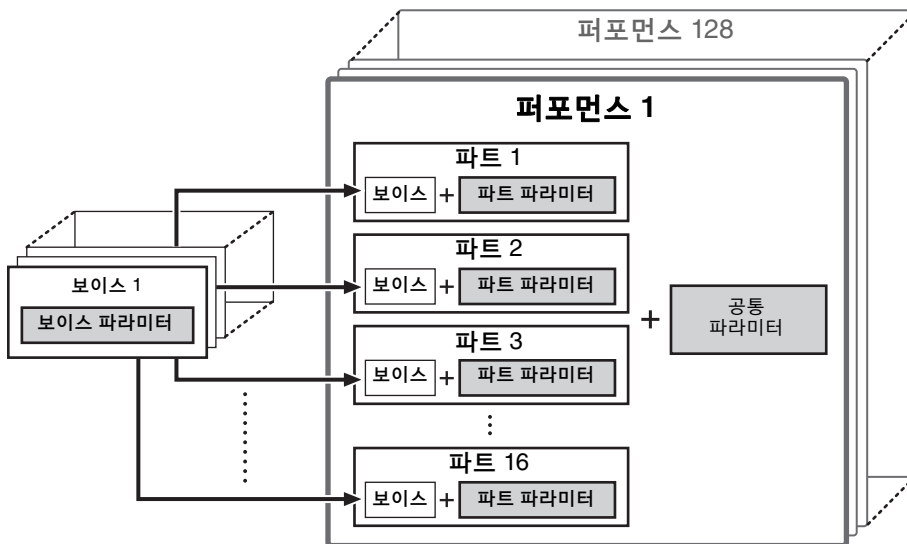 퍼포먼스 128
퍼포먼스 1
파트 1
보이스 + 파트 파라미터
파트 2
보이스 + 파트 파라미터
보이스 1
보이스 파라미터
+
공통
파라미터
파트 3
보이스 + 파트 파라미터
파트 16
보이스 + 파트 파라미터